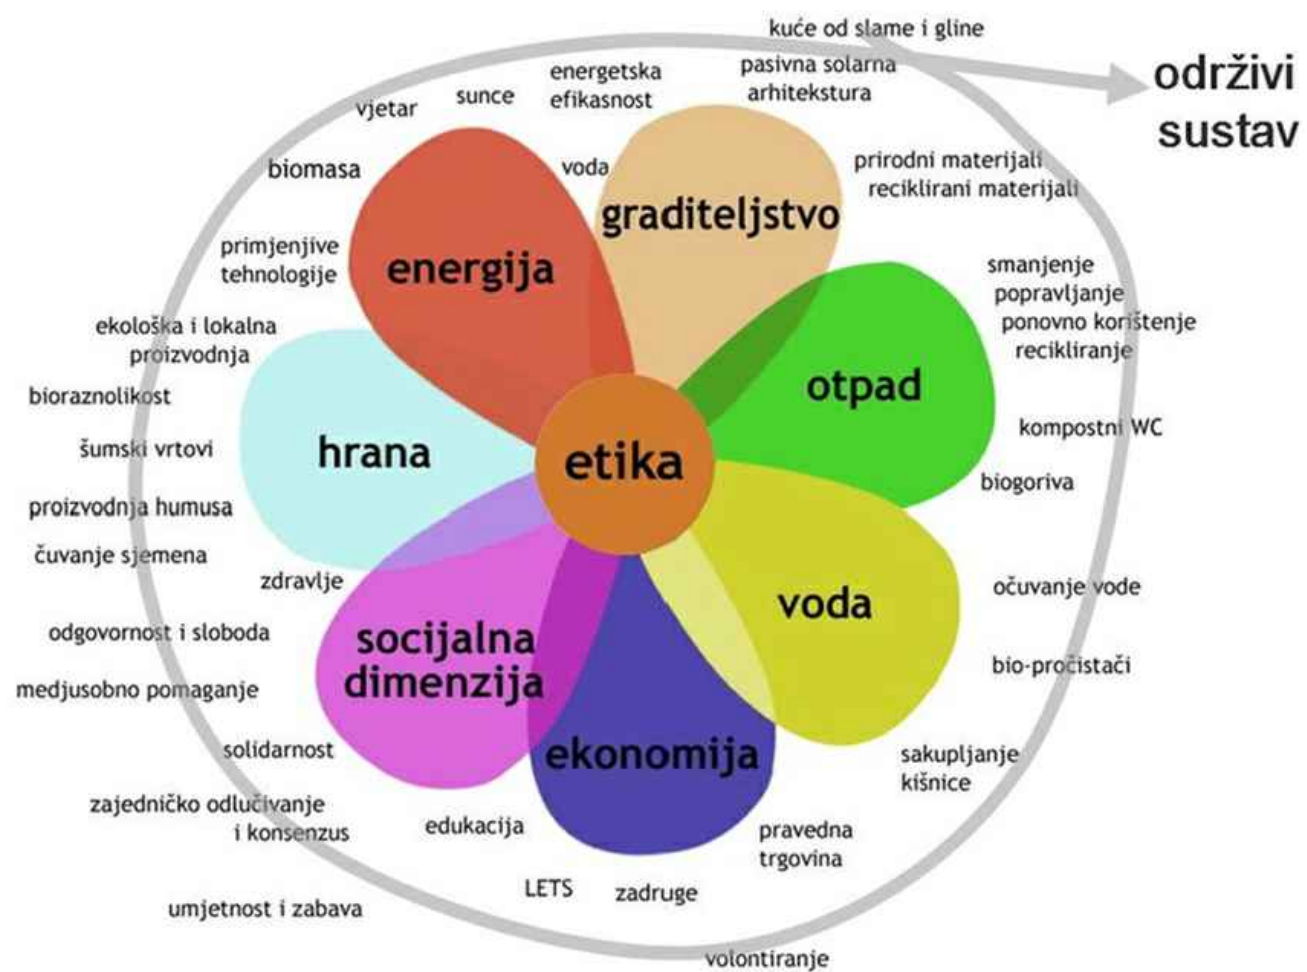 kuće od slame i gline
pasivna solarna
arhitekstura
energetska
efikasnost
sunce
vjetar
biomasa
voda
prirodni materijali
reciklirani materijali
održivi
sustav
graditeljstvo
energija
primjenjive
tehnologije
smanjenje
popravljanje
ponovno korištenje
recikliranje
otpad
kompostni WC
biogoriva
ekološka i lokalna
proizvodnja
bioraznolikost
šumski vrtovi
proizvodnja humusa
čuvanje sjemena
hrana
etika
zdravlje
voda
očuvanje vode
bio-pročistači
sakupljanje
kišnice
odgovornost i sloboda
medjusobno pomaganje
solidarnost
zajedničko odlučivanje
i konsenzus
umjetnost i zabava
socijalna
dimenzija
edukacija
ekonomija
pravedna
trgovina
LETS
zadruge
volontiranje